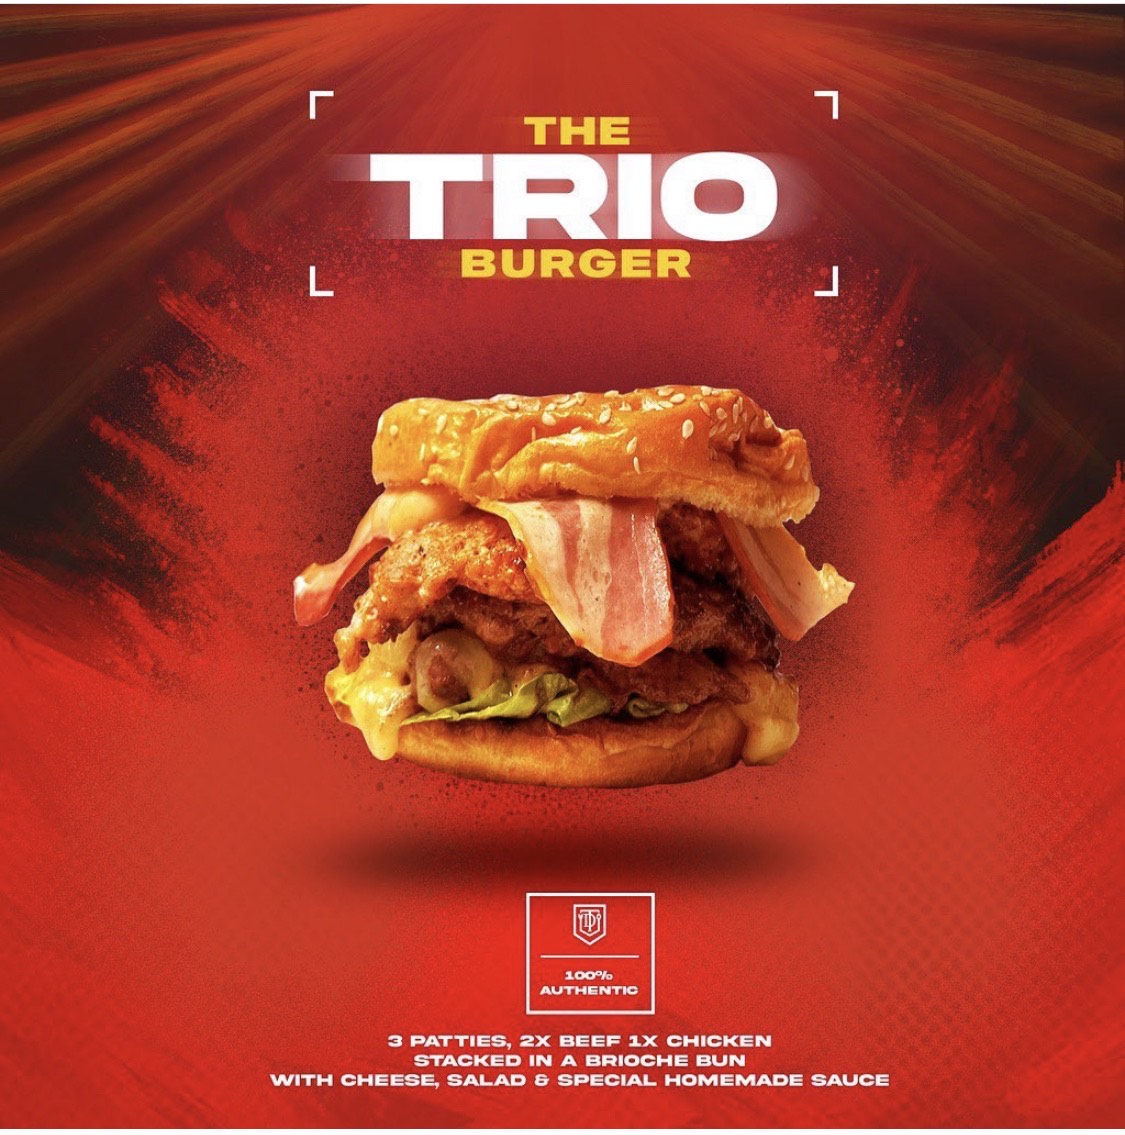 THE
TRIO
BURGER
100%
AUTHENTIC
3 PATTIES, 2X BEEF 1X CHICKEN
STACKED IN A BRIOCHE BUN
WITH CHEESE, SALAD & SPECIAL HOMEMADE SAUCE